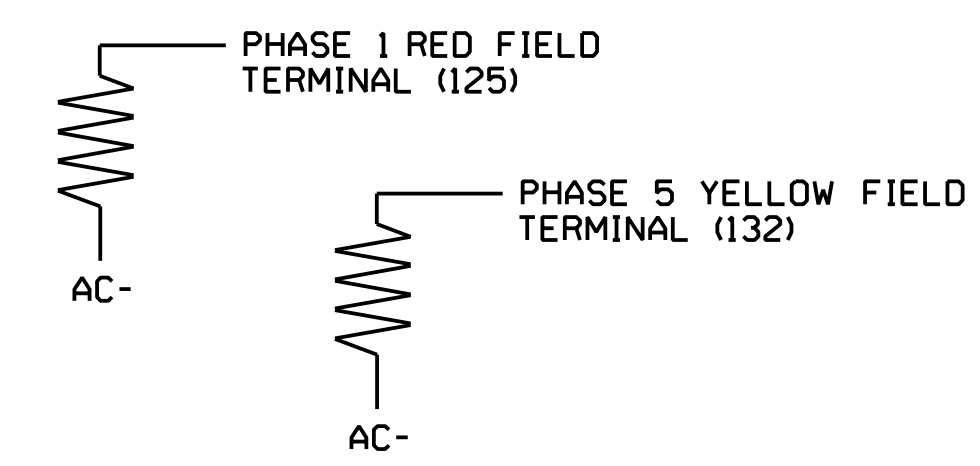 PHASE 1 RED FIELD
TERMINAL (125)
AC-
PHASE 5 YELLOW FIELD
TERMINAL (132)
AC-